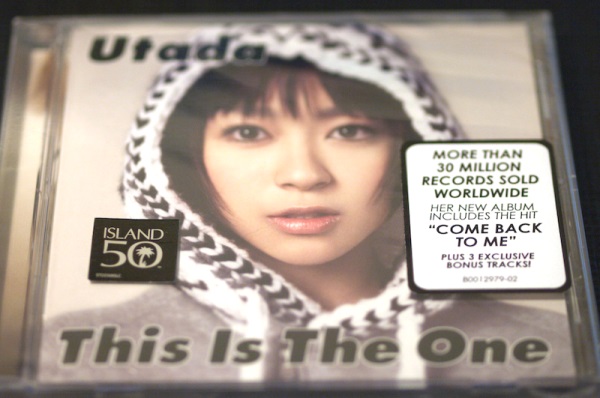 Utada
MORE THAN
30 MILLION
RECORDS SOLD
WORLDWIDE
HER NEW ALBUM
INCLUDES THE HIT
“COME BACK
TO ME”
PLUS 3 EXCLUSIVE
BONUS TRACKS!
B0012979-02
ISLAND
50
This Is The One